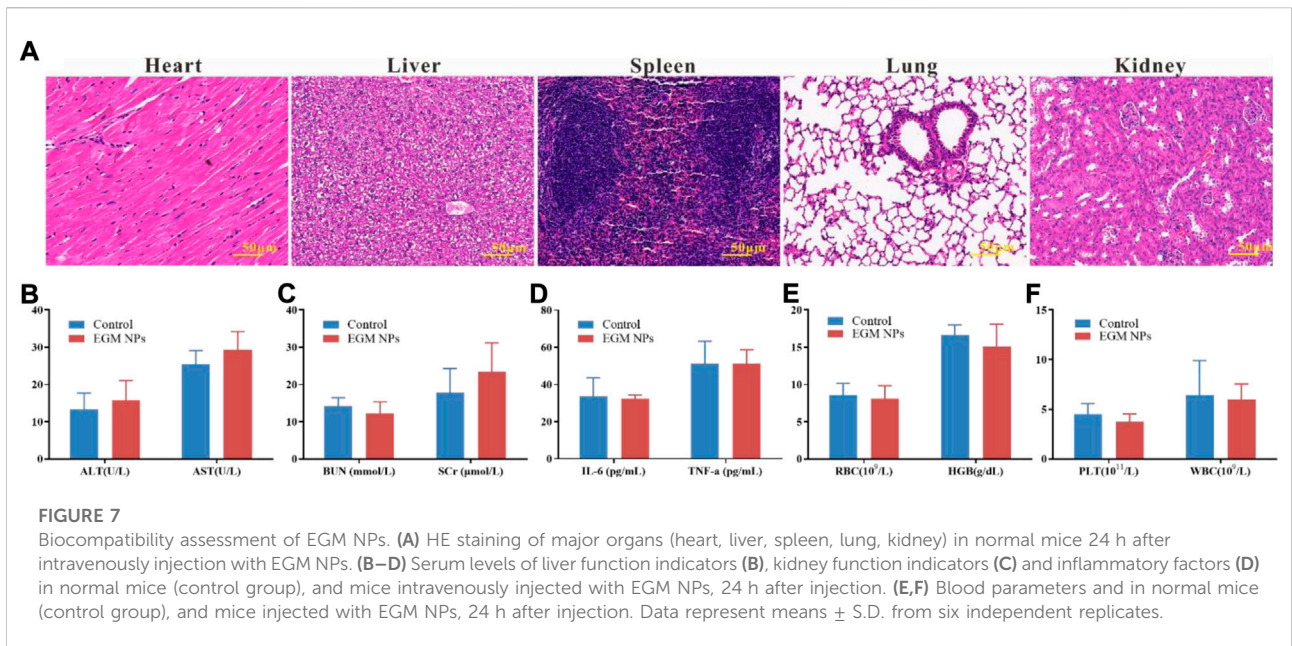 A
Heart Liver Spleen Lung Kidney
50μm 50μm 50μm 50μm 50μm
B C D E F
40
30
20
10
0
Control
EGM NPs
ALT(U/L) AST(U/L)
40
30
20
10
0
Control
EGM NPs
BUN (mmol/L) SCr (μmol/L)
80
60
40
20
0
Control
EGM NPs
IL-6 (pg/mL) TNF-a (pg/mL)
20
15
10
5
0
Control
EGM NPs
RBC(10⁹/L) HGB(g/dL)
15
10
5
0
Control
EGM NPs
PLT(10¹¹/L) WBC(10⁹/L)
FIGURE 7
Biocompatibility assessment of EGM NPs. (A) HE staining of major organs (heart, liver, spleen, lung, kidney) in normal mice 24 h after
intravenously injection with EGM NPs. (B–D) Serum levels of liver function indicators (B), kidney function indicators (C) and inflammatory factors (D)
in normal mice (control group), and mice intravenously injected with EGM NPs, 24 h after injection. (E,F) Blood parameters and in normal mice
(control group), and mice injected with EGM NPs, 24 h after injection. Data represent means ± S.D. from six independent replicates.